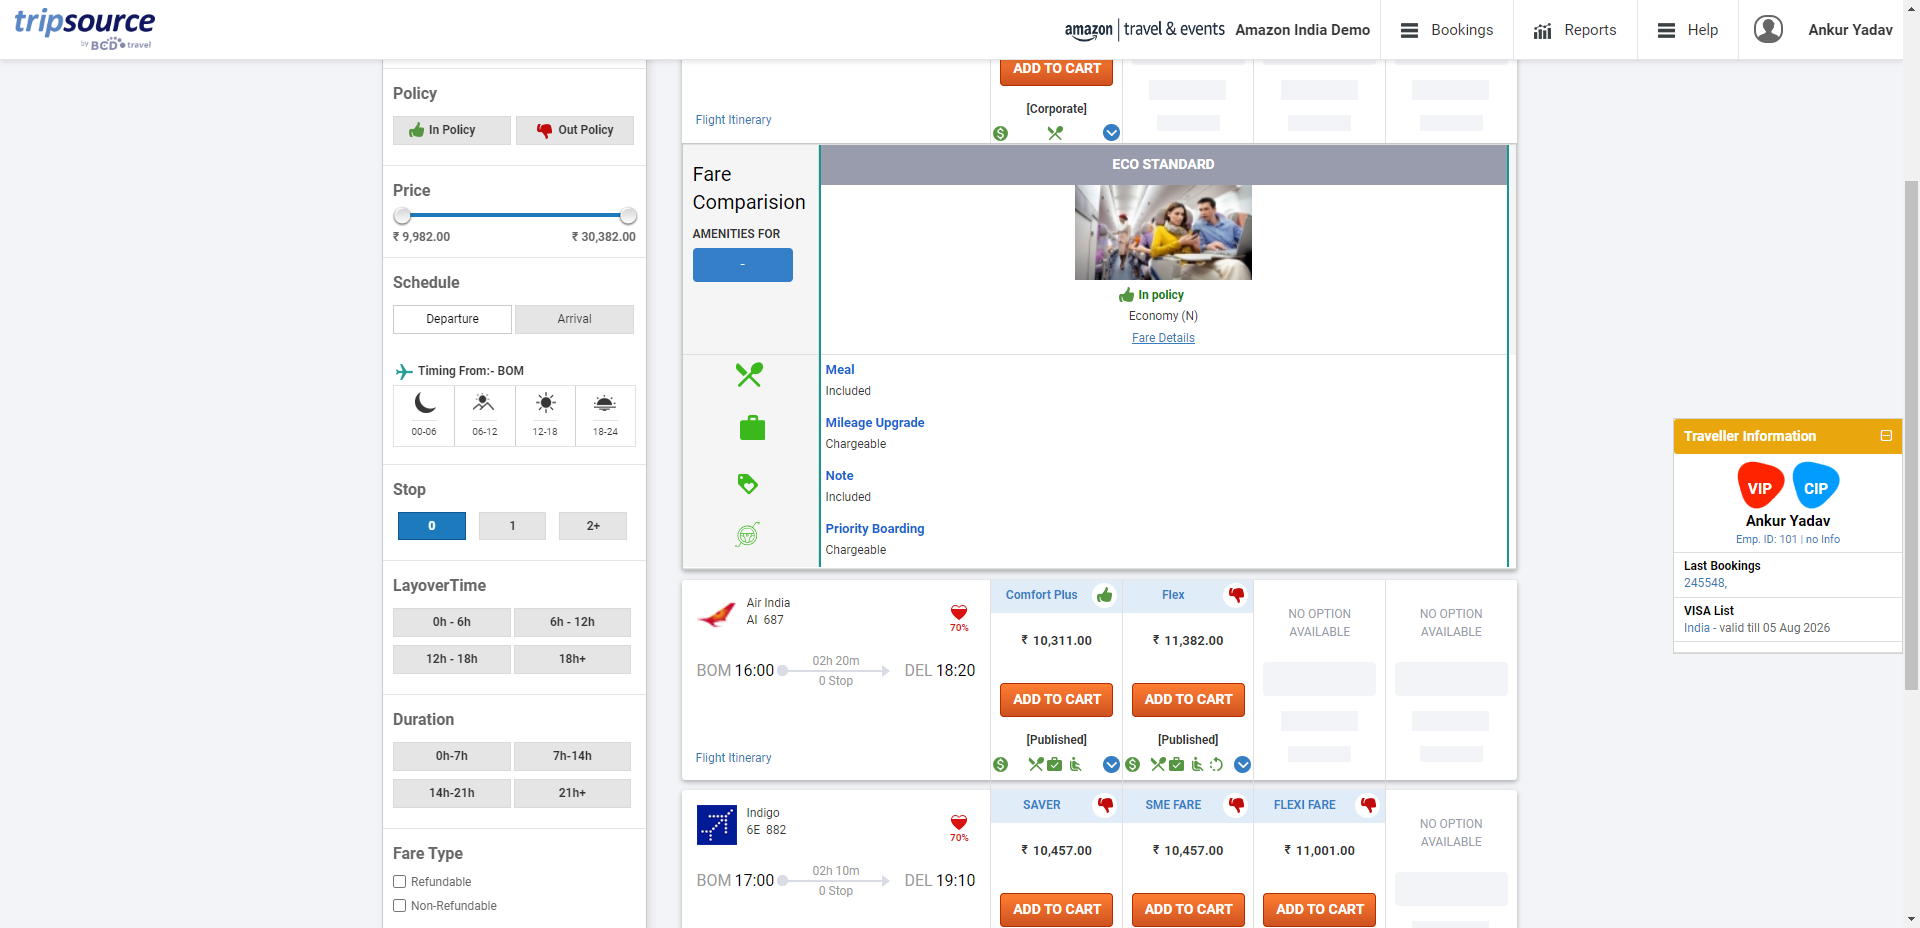 tripsource
by BCD travel
amazon | travel & events
Amazon India Demo
Bookings
Reports
Help
Ankur Yadav
Policy
In Policy
Out Policy
Price
₹ 9,982.00
₹ 30,382.00
Schedule
Departure
Arrival
Timing From:- BOM
00-06
06-12
12-18
18-24
Stop
0
1
2+
LayoverTime
0h - 6h
6h - 12h
12h - 18h
18h+
Duration
0h-7h
7h-14h
14h-21h
21h+
Fare Type
Refundable
Non-Refundable
ADD TO CART
[Corporate]
Flight Itinerary
Fare
Comparision
AMENITIES FOR
-
ECO STANDARD
In policy
Economy (N)
Fare Details
Meal
Included
Mileage Upgrade
Chargeable
Note
Included
Priority Boarding
Chargeable
Air India
AI 687
70%
BOM 16:00
02h 20m
0 Stop
DEL 18:20
Flight Itinerary
Comfort Plus
₹ 10,311.00
ADD TO CART
[Published]
Flex
₹ 11,382.00
ADD TO CART
[Published]
NO OPTION
AVAILABLE
NO OPTION
AVAILABLE
Indigo
6E 882
70%
BOM 17:00
02h 10m
0 Stop
DEL 19:10
SAVER
₹ 10,457.00
ADD TO CART
SME FARE
₹ 10,457.00
ADD TO CART
FLEXI FARE
₹ 11,001.00
ADD TO CART
NO OPTION
AVAILABLE
Traveller Information
VIP
CIP
Ankur Yadav
Emp. ID: 101 | no Info
Last Bookings
245548,
VISA List
India - valid till 05 Aug 2026